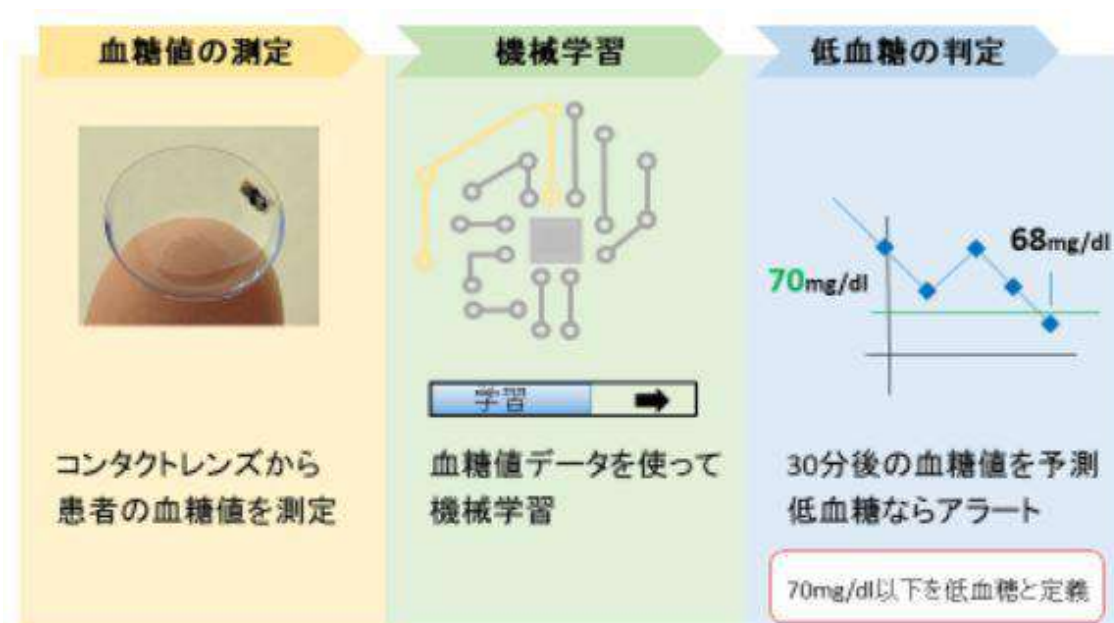 血糖値の測定
コンタクトレンズから
患者の血糖値を測定
機械学習
学習
血糖値データを使って
機械学習
低血糖の判定
68mg/dl
70mg/dl
30分後の血糖値を予測
低血糖ならアラート
70mg/dl以下を低血糖と定義